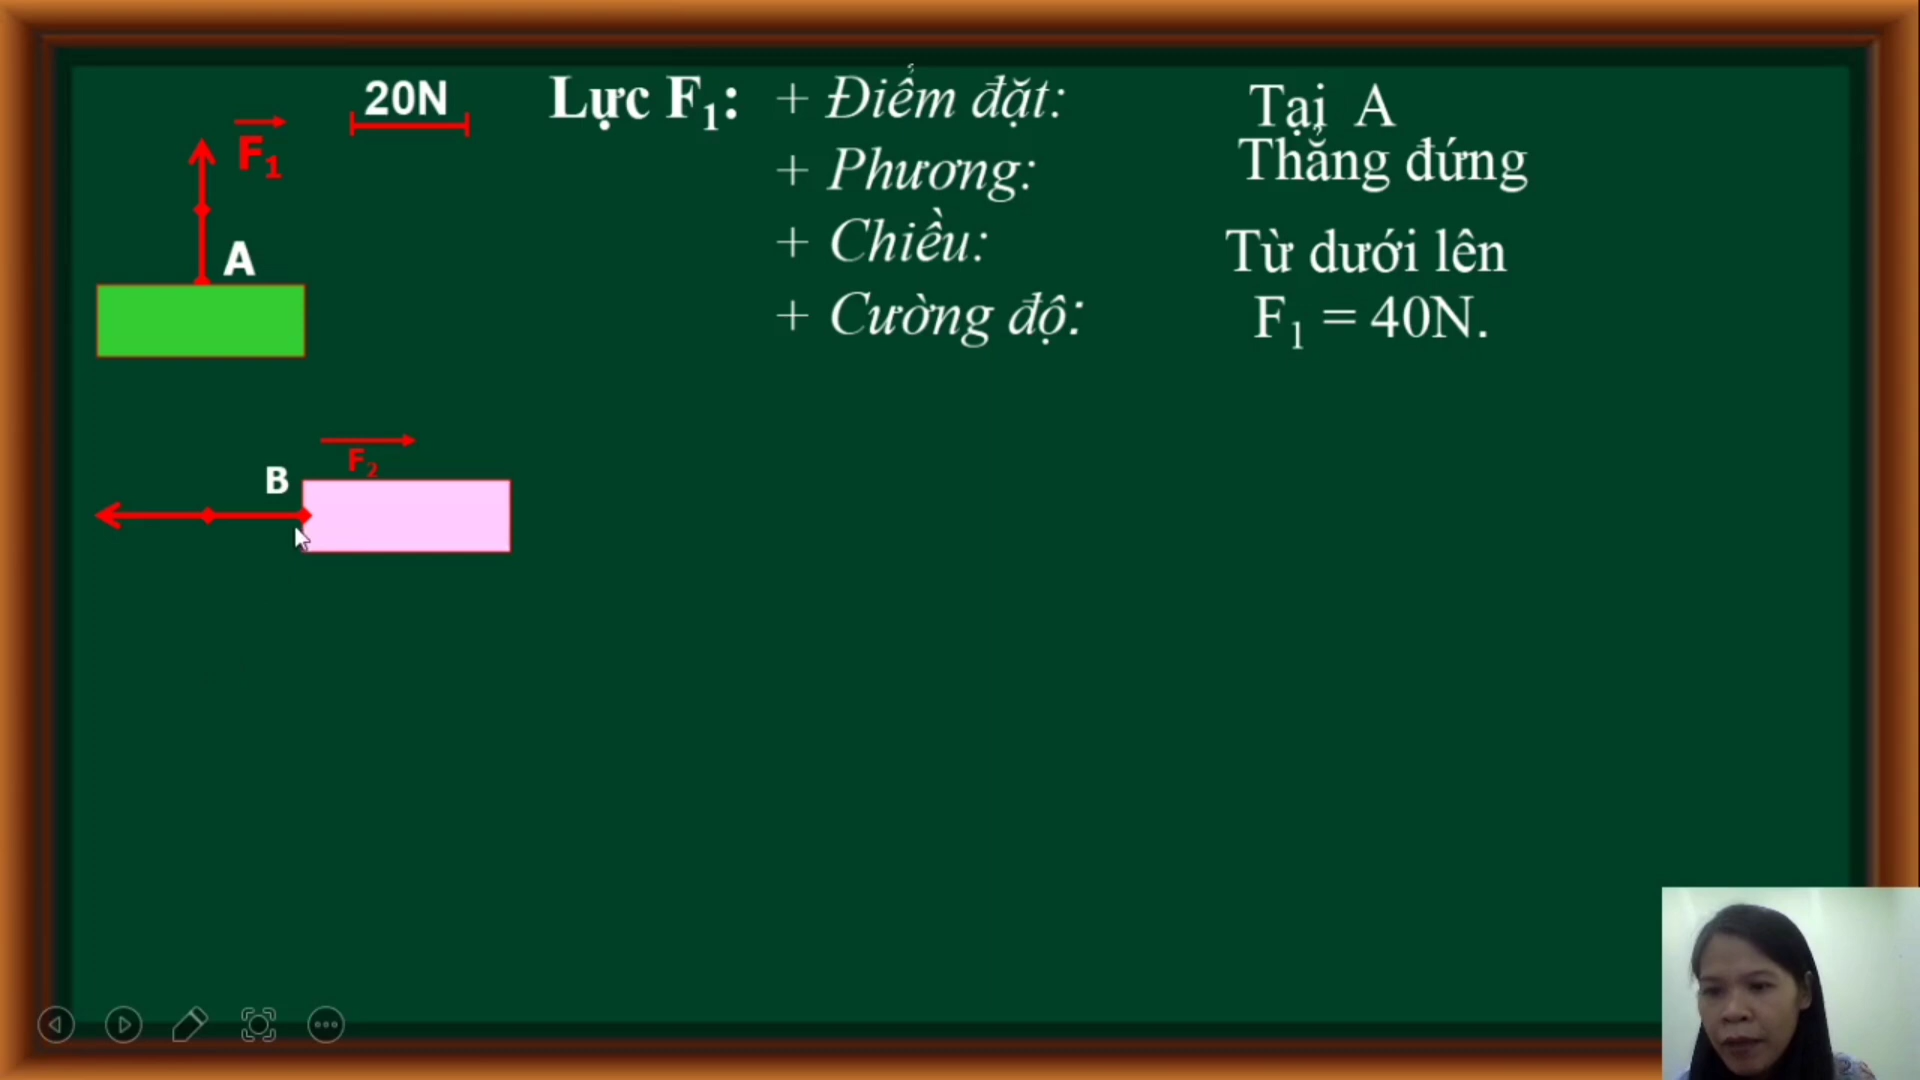 20N
F₁
A
Lực F₁: + Điểm đặt: Tại A
+ Phương: Thẳng đứng
+ Chiều: Từ dưới lên
+ Cường độ: F₁ = 40N.
F₂
B